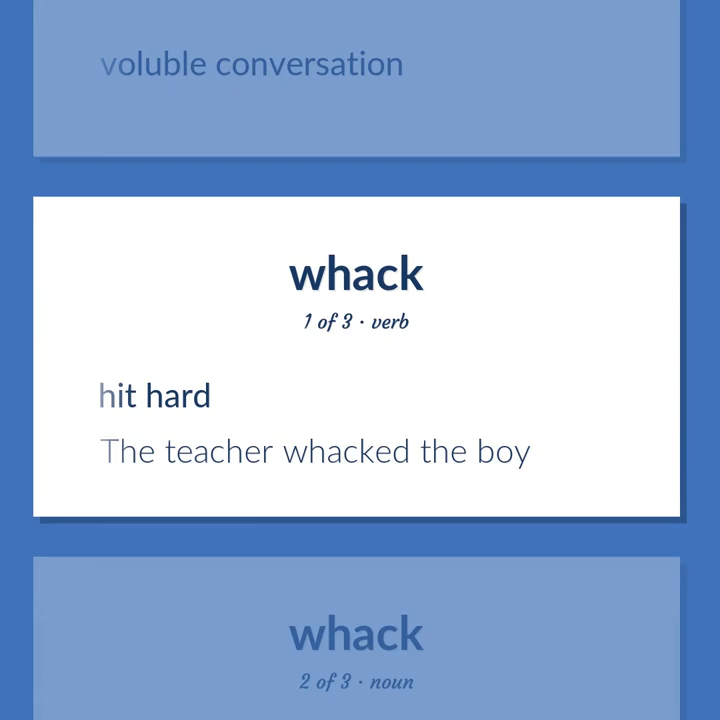 voluble conversation
whack
1 of 3 · verb
hit hard
The teacher whacked the boy
whack
2 of 3 · noun